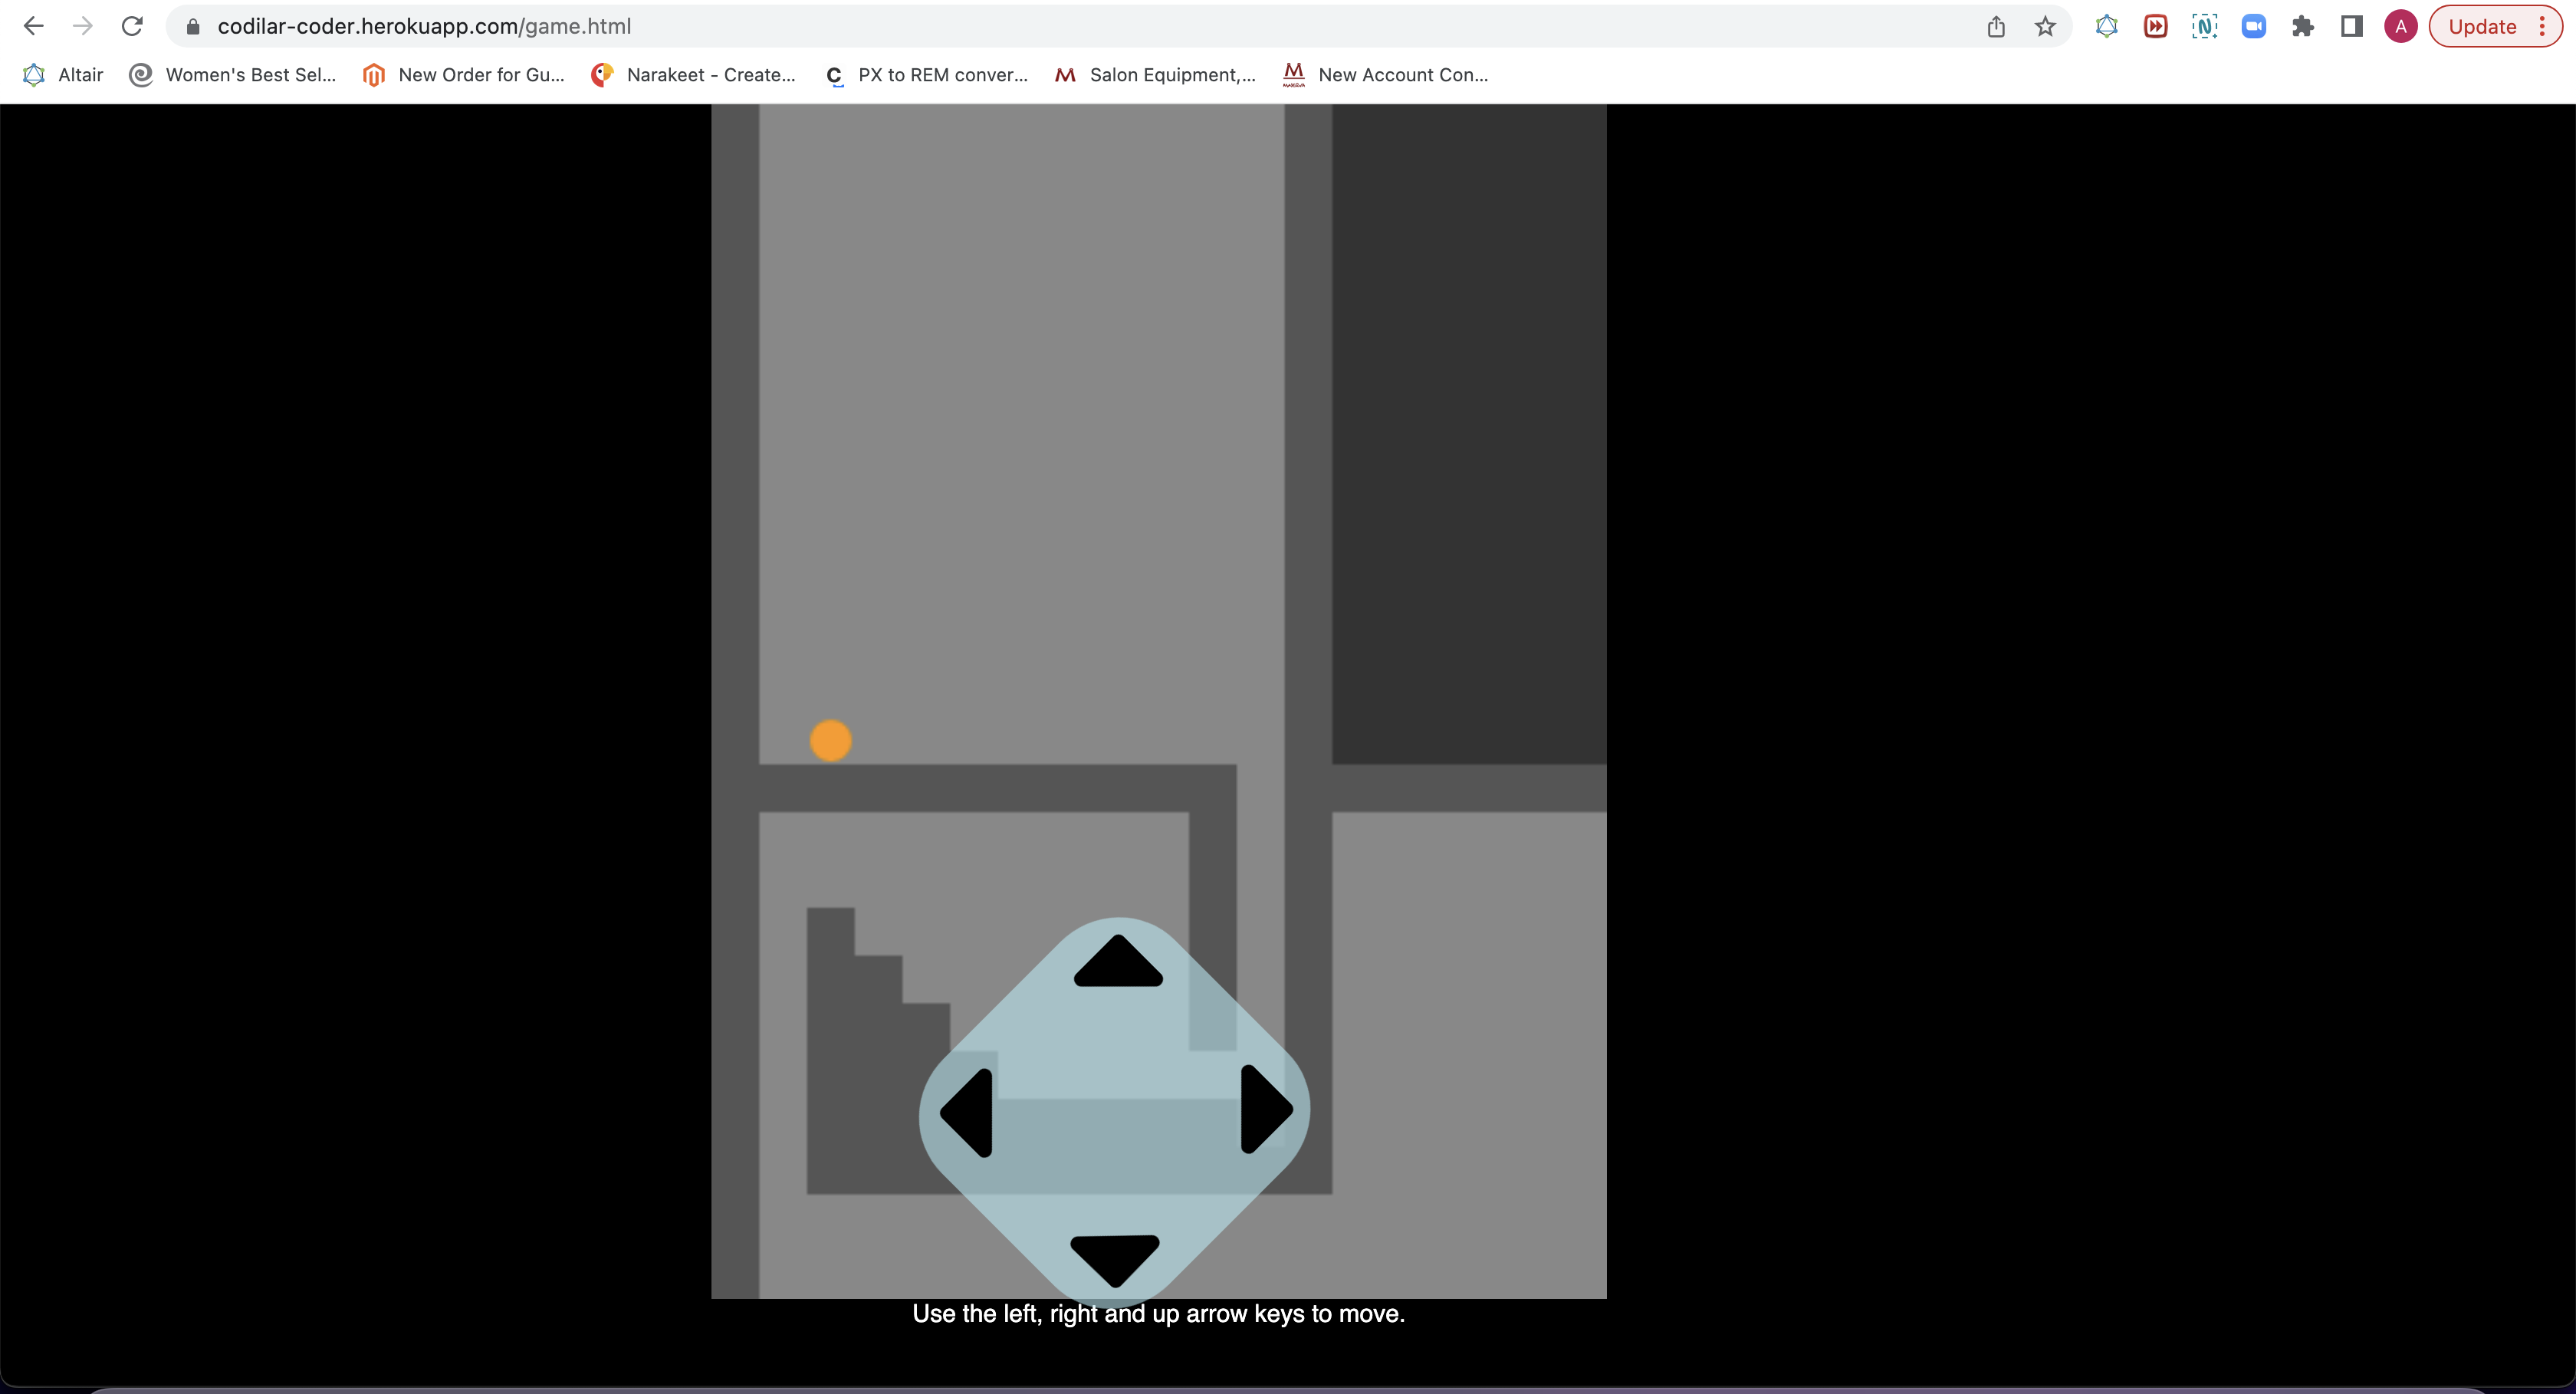 codilar-coder.herokuapp.com/game.html
A
Update
Altair
Women's Best Sel...
New Order for Gu...
Narakeet - Create...
C
PX to REM conver...
M
Salon Equipment,...
M
New Account Con...
Use the left, right and up arrow keys to move.